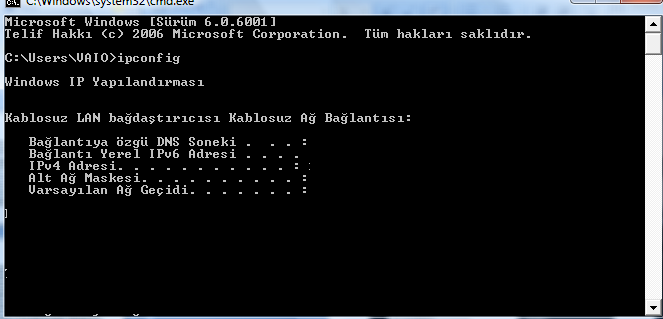 C:\Windows\system32\cmd.exe
Microsoft Windows [Sürüm 6.0.6001]
Telif Hakkı (c) 2006 Microsoft Corporation.  Tüm hakları saklıdır.
C:\Users\VAIO>ipconfig
Windows IP Yapılandırması
Kablosuz LAN bağdaştırıcısı Kablosuz Ağ Bağlantısı:
Bağlantıya özgü DNS Soneki . . . :
Bağlantı Yerel IPv6 Adresi . . . .
IPv4 Adresi. . . . . . . . . . . :
Alt Ağ Maskesi. . . . . . . . . . :
Varsayılan Ağ Geçidi. . . . . . . :